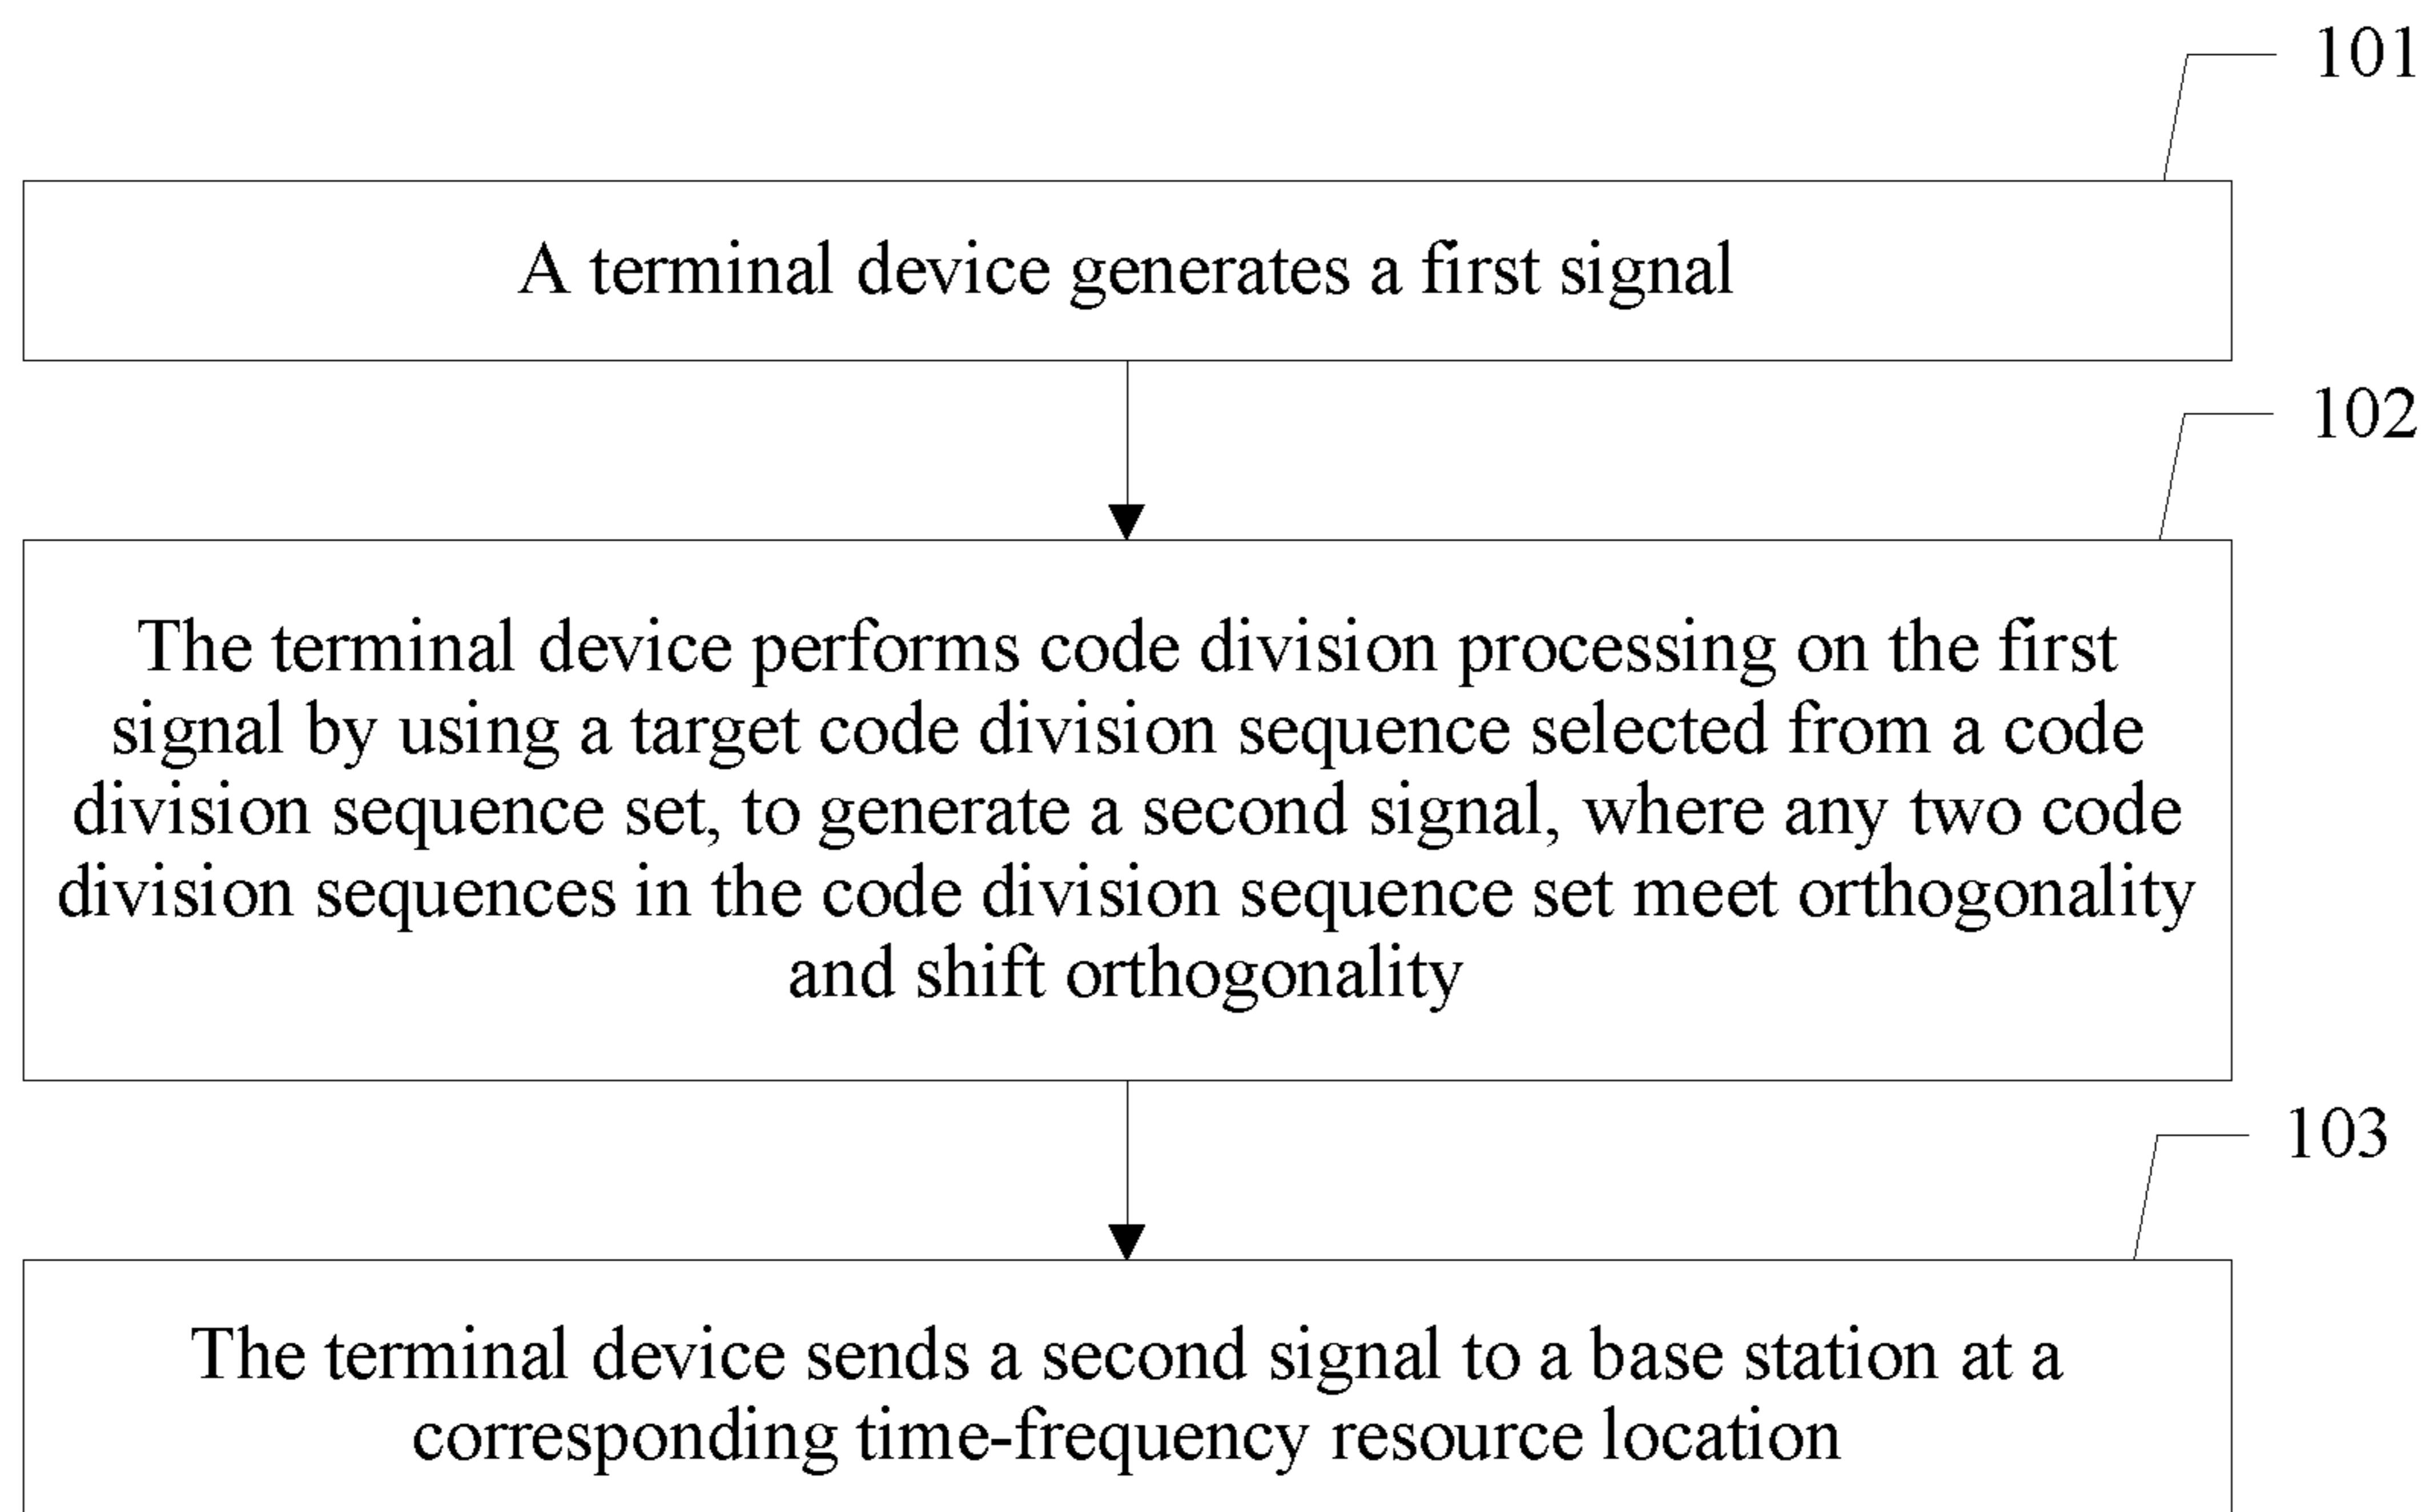 101
A terminal device generates a first signal
102
The terminal device performs code division processing on the first
signal by using a target code division sequence selected from a code
division sequence set, to generate a second signal, where any two code
division sequences in the code division sequence set meet orthogonality
and shift orthogonality
103
The terminal device sends a second signal to a base station at a
corresponding time-frequency resource location